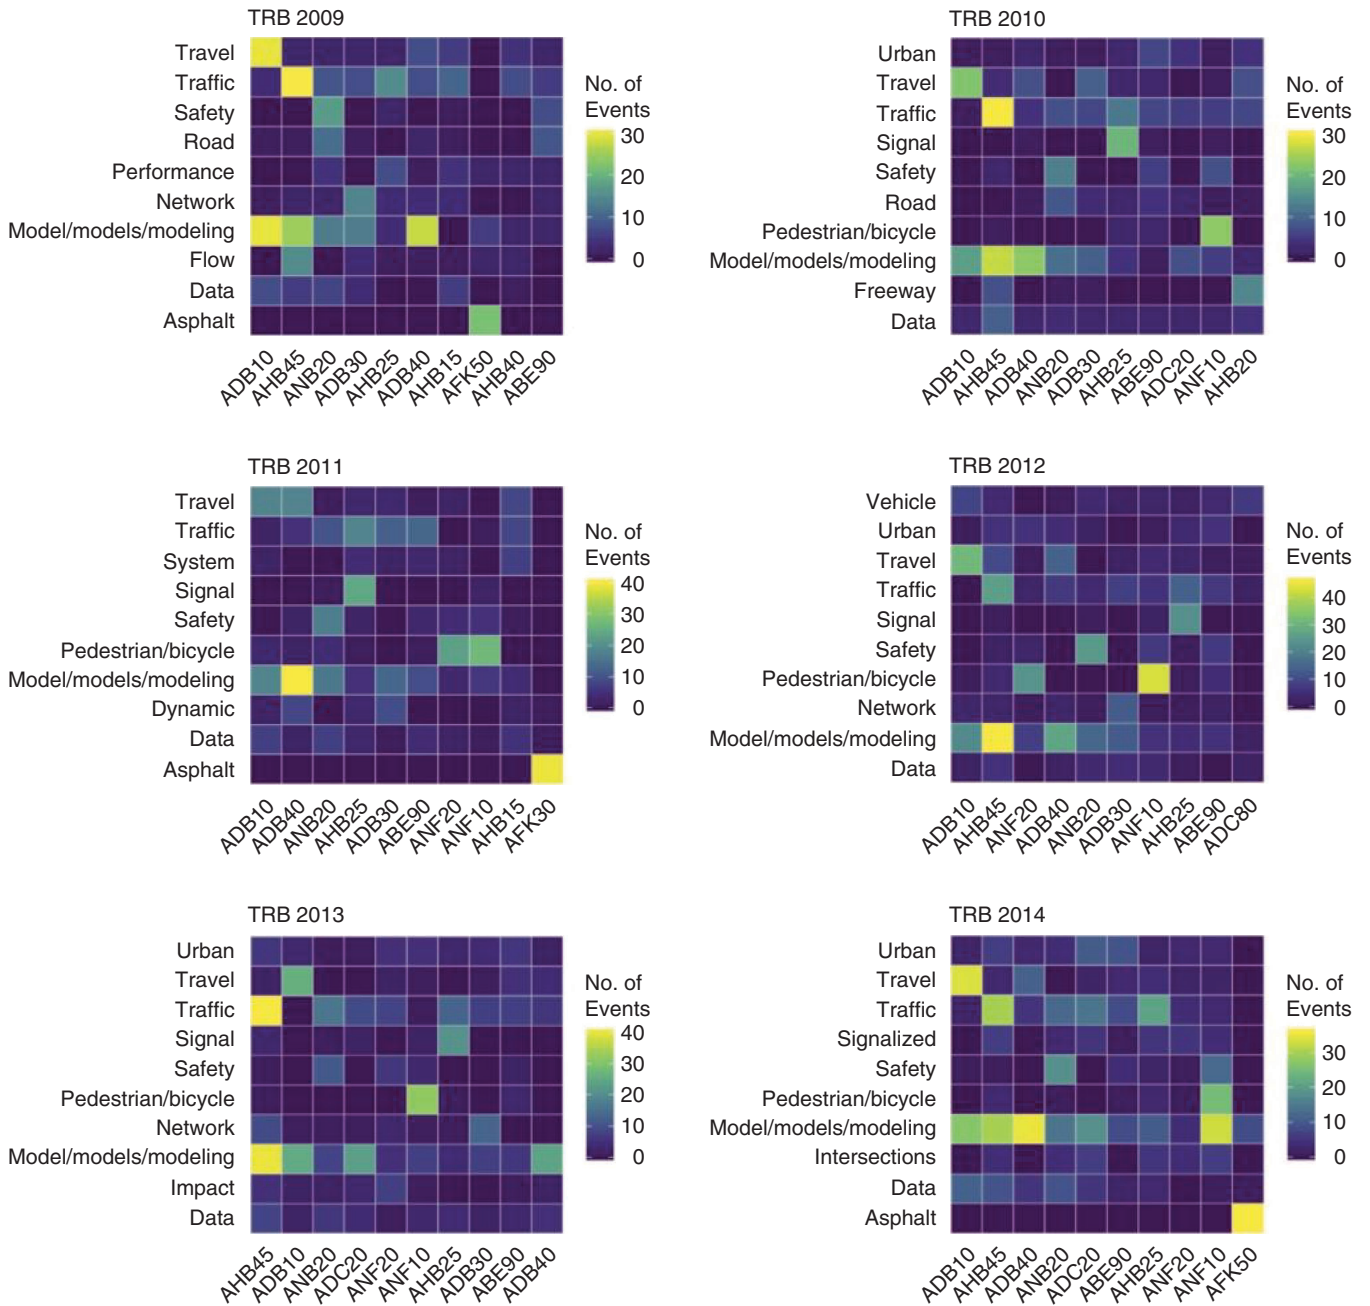 TRB 2009
Travel
Traffic
Safety
Road
Performance
Network
Model/models/modeling
Flow
Data
Asphalt
ADB10
AHB45
ANB20
ADB30
AHB25
ADB40
AHB15
AFK50
AHB40
ABE90
No. of
Events
30
20
10
0
TRB 2010
Urban
Travel
Traffic
Signal
Safety
Road
Pedestrian/bicycle
Model/models/modeling
Freeway
Data
ADB10
AHB45
ADB40
ANB20
ADB30
AHB25
ABE90
ADC20
ANF10
AHB20
No. of
Events
30
20
10
0
TRB 2011
Travel
Traffic
System
Signal
Safety
Pedestrian/bicycle
Model/models/modeling
Dynamic
Data
Asphalt
ADB10
ADB40
ANB20
AHB25
ADB30
ABE90
ANF20
ANF10
AHB15
AFK30
No. of
Events
40
30
20
10
0
TRB 2012
Vehicle
Urban
Travel
Traffic
Signal
Safety
Pedestrian/bicycle
Network
Model/models/modeling
Data
ADB10
AHB45
ANF20
ADB40
ANB20
ADB30
ANF10
AHB25
ABE90
ADC80
No. of
Events
40
30
20
10
0
TRB 2013
Urban
Travel
Traffic
Signal
Safety
Pedestrian/bicycle
Network
Model/models/modeling
Impact
Data
AHB45
ADB10
ANB20
ADC20
ANF20
ANF10
AHB25
ADB30
ABE90
ADB40
No. of
Events
40
30
20
10
0
TRB 2014
Urban
Travel
Traffic
Signalized
Safety
Pedestrian/bicycle
Model/models/modeling
Intersections
Data
Asphalt
ADB10
AHB45
ADB40
ANB20
ADC20
ABE90
AHB25
ANF20
ANF10
AFK50
No. of
Events
30
20
10
0